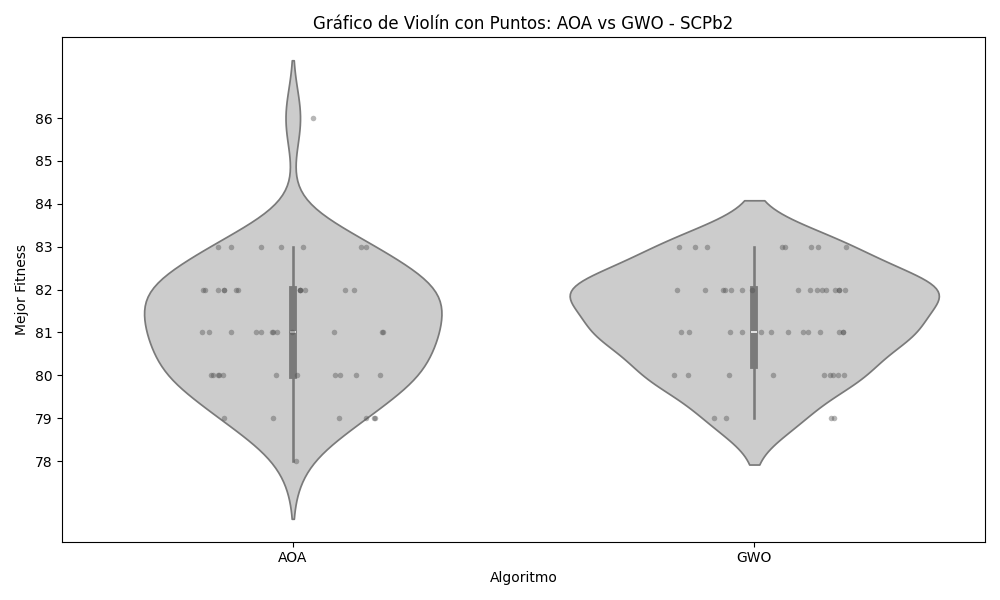 Gráfico de Violín con Puntos: AOA vs GWO - SCPb2
Mejor Fitness
86
85
84
83
82
81
80
79
78
AOA
GWO
Algoritmo